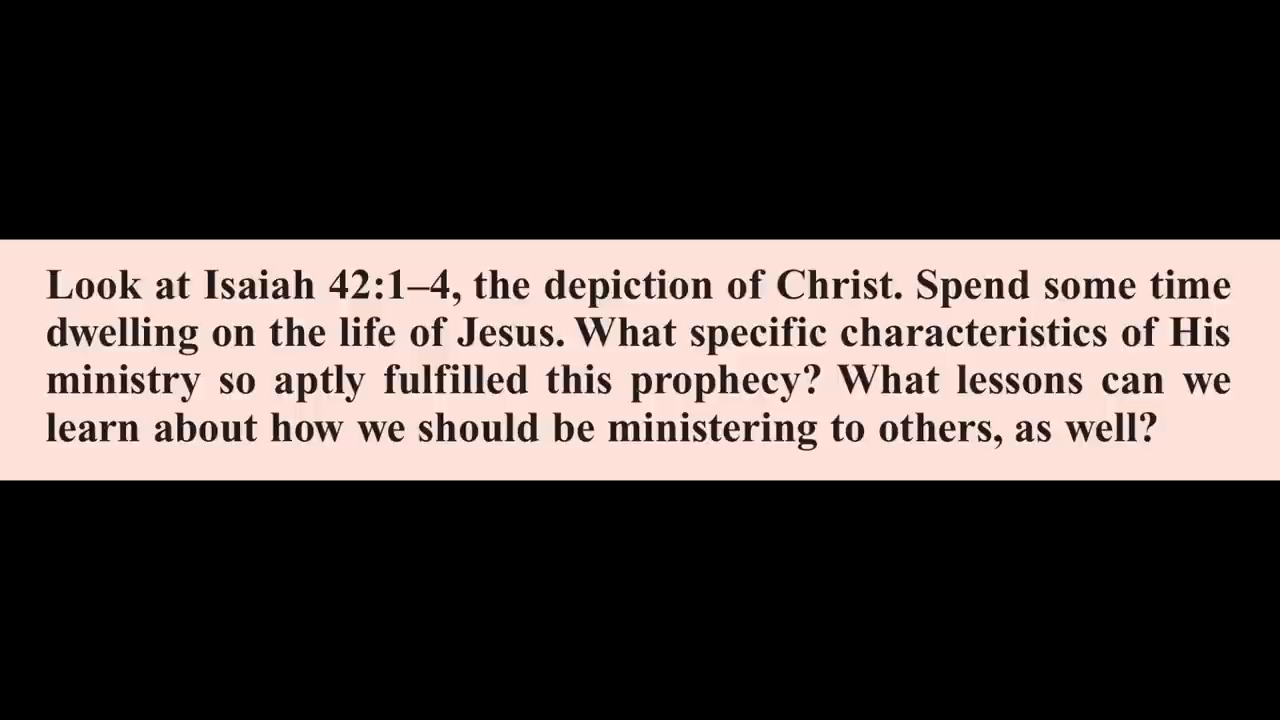 Look at Isaiah 42:1–4, the depiction of Christ. Spend some time
dwelling on the life of Jesus. What specific characteristics of His
ministry so aptly fulfilled this prophecy? What lessons can we
learn about how we should be ministering to others, as well?